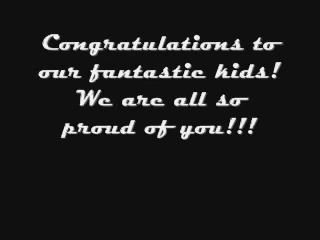 Congratulations to
our fantastic kids!
We are all so
proud of you!!!